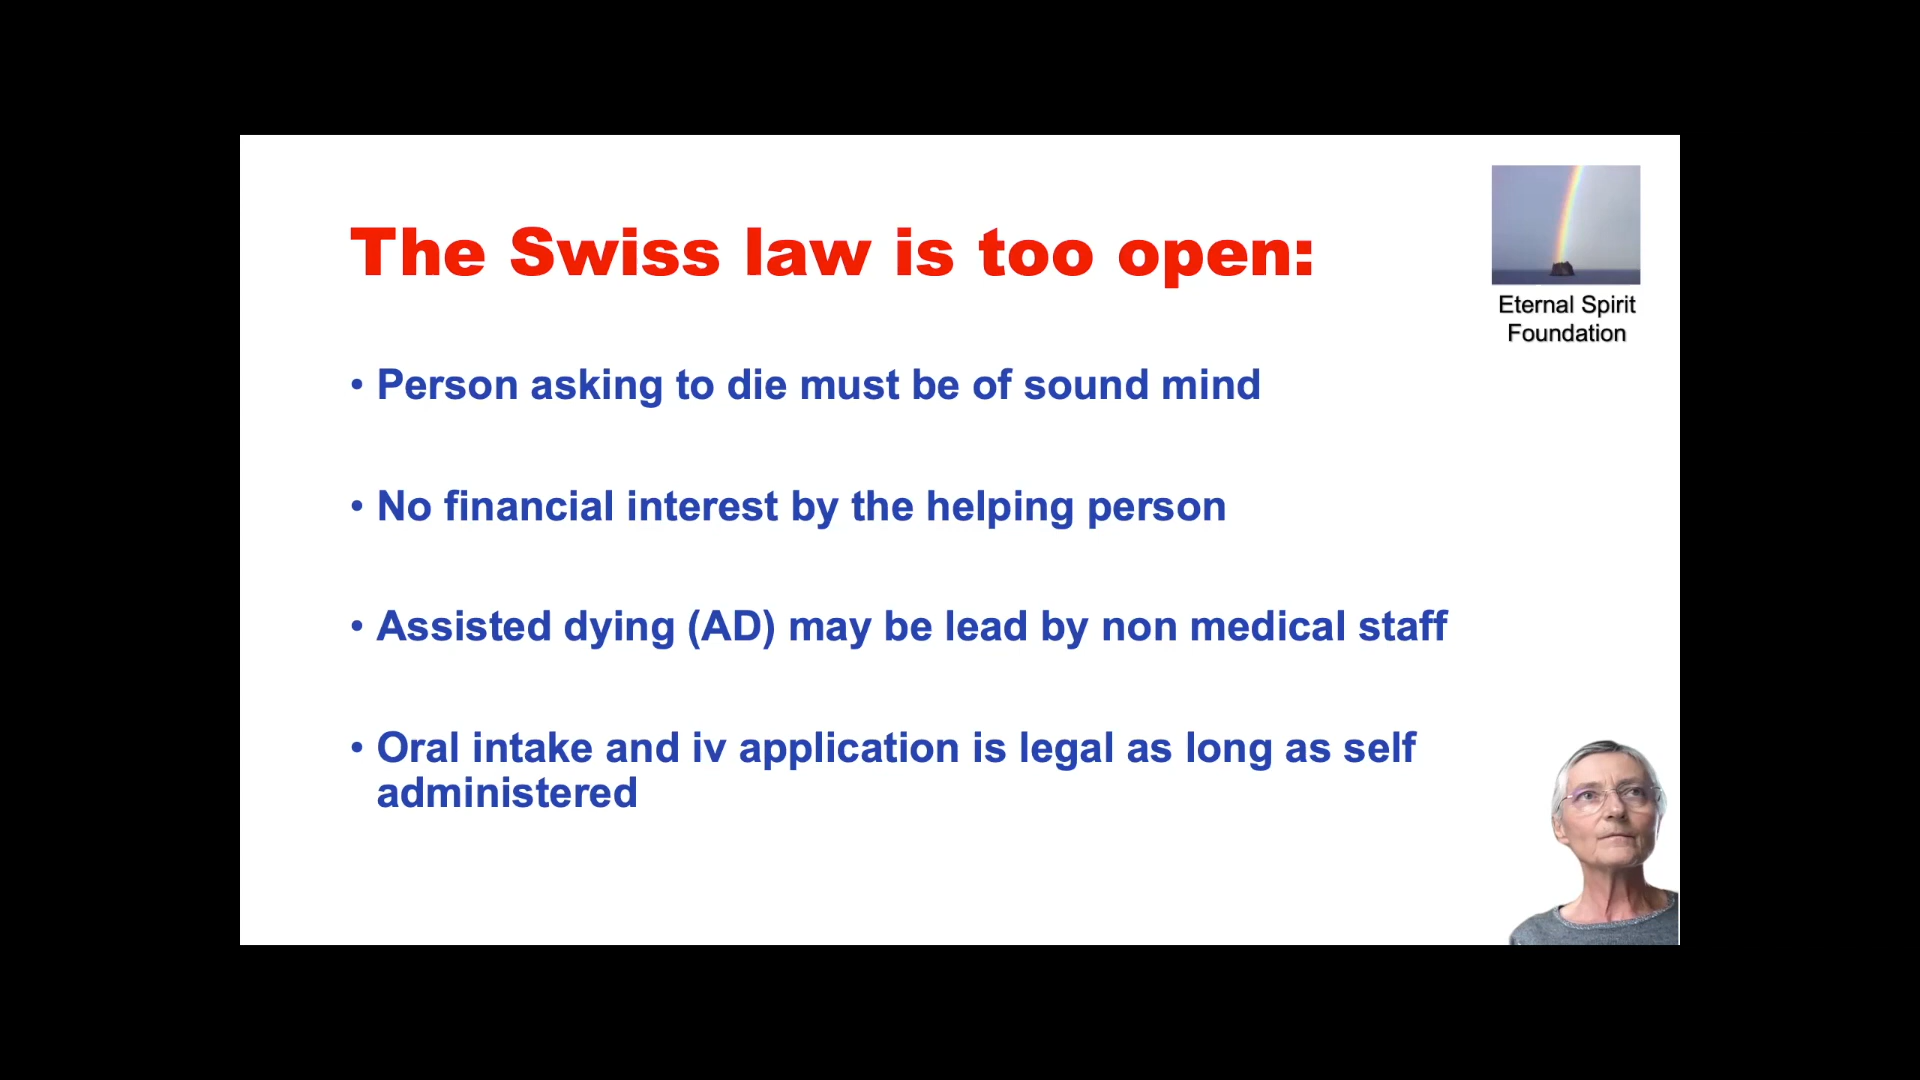 The Swiss law is too open:
Eternal Spirit
Foundation
• Person asking to die must be of sound mind
• No financial interest by the helping person
• Assisted dying (AD) may be lead by non medical staff
• Oral intake and iv application is legal as long as self
administered